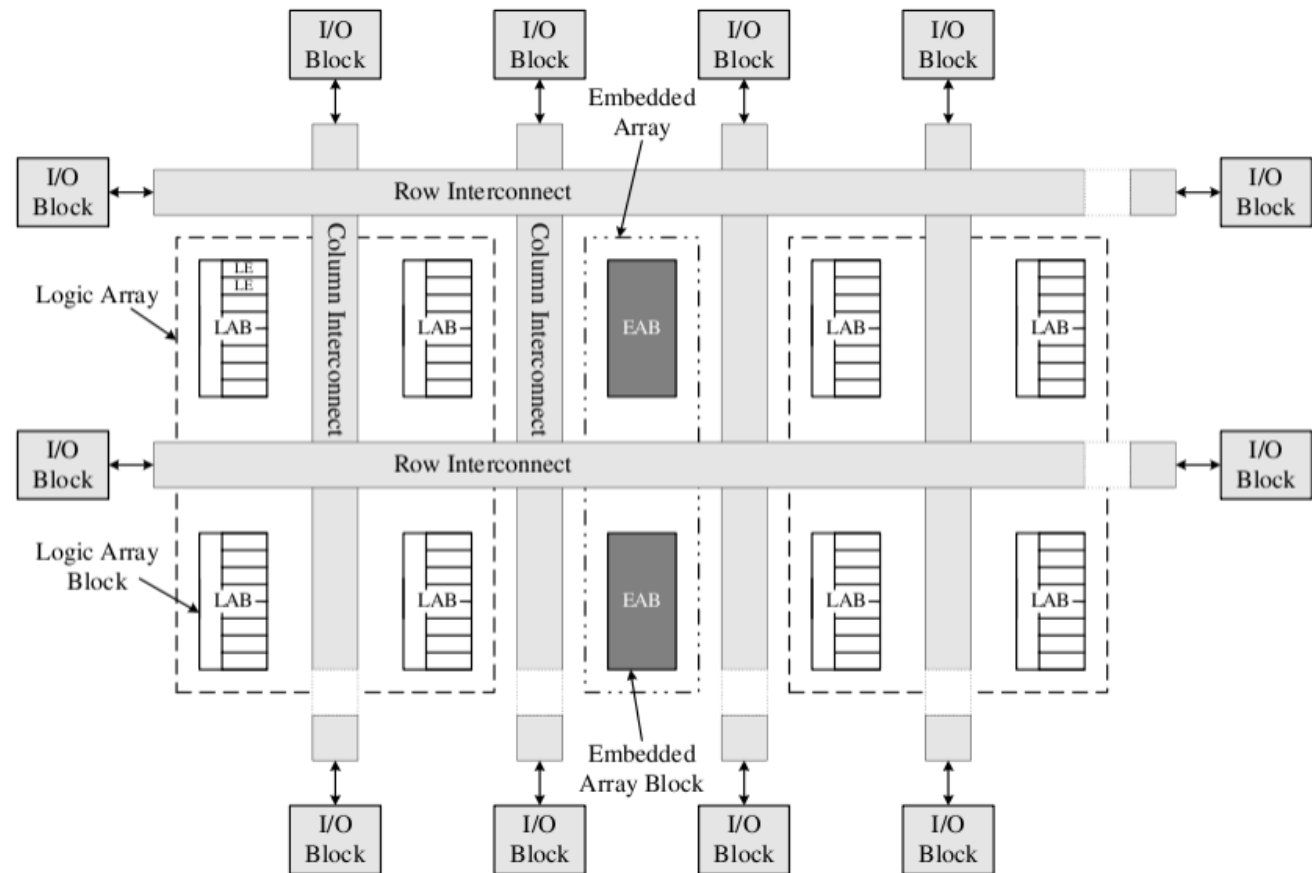 I/O
Block
I/O
Block
I/O
Block
I/O
Block
Embedded
Array
I/O
Block
Row Interconnect
I/O
Block
Logic Array
LE
LE
LAB
Column Interconnect
LAB
Column Interconnect
EAB
LAB
LAB
I/O
Block
Row Interconnect
I/O
Block
Logic Array
Block
LAB
LAB
EAB
LAB
LAB
Embedded
Array Block
I/O
Block
I/O
Block
I/O
Block
I/O
Block